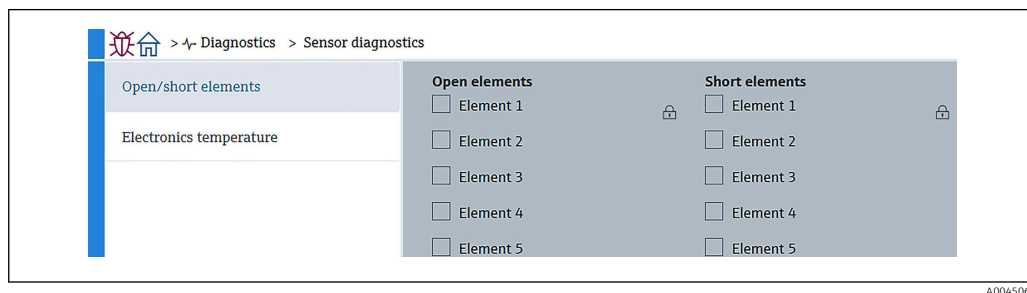 > Diagnostics > Sensor diagnostics
Open/short elements
Electronics temperature
Open elements
Element 1
Element 2
Element 3
Element 4
Element 5
Short elements
Element 1
Element 2
Element 3
Element 4
Element 5